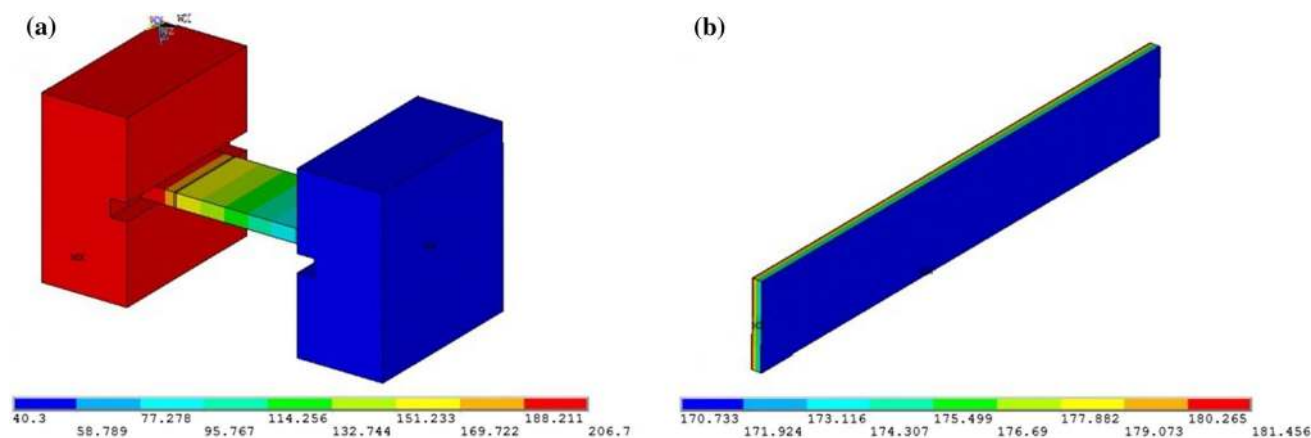 (a)
(b)
40.3 77.278 114.256 151.233 188.211
58.789 95.767 132.744 169.722 206.7
170.733 173.116 175.499 177.882 180.265
171.924 174.307 176.69 179.073 181.456